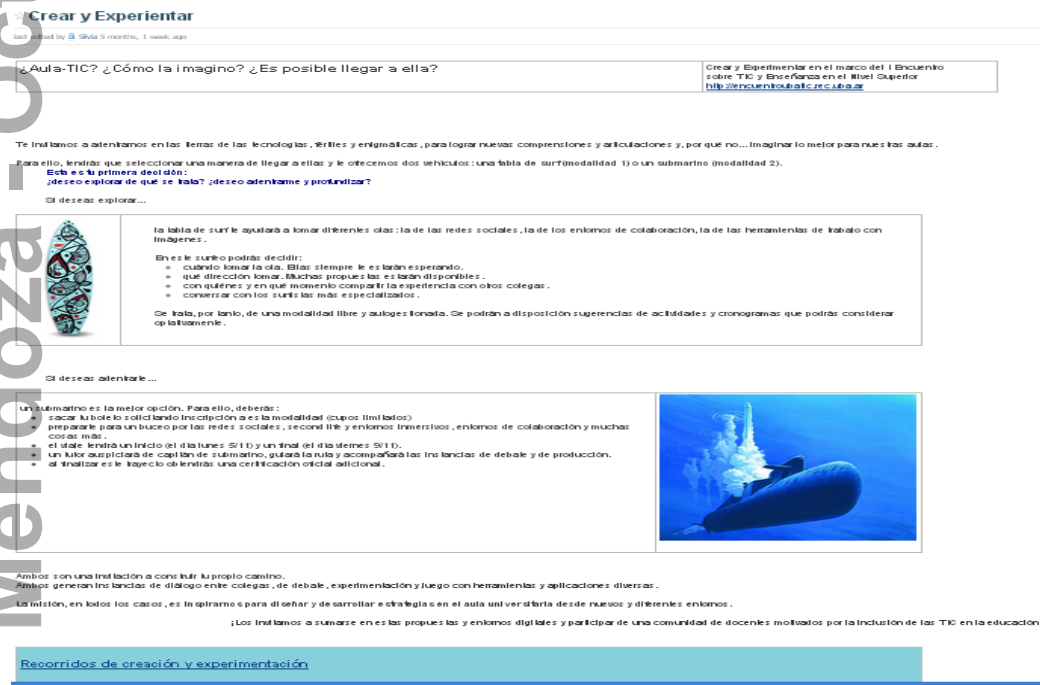 Crear y Experientar
last edited by Silvia 5 months, 1 week ago
¿Aula-TIC? ¿Cómo la imagino? ¿Es posible llegar a ella?
Crear y Experimentar en el marco del I Encuentro
sobre TIC y Enseñanza en el Nivel Superior
http://encuentroubatic.rec.uba.ar
Te invitamos a adentrarnos en las tierras de las tecnologías, fértiles y enigmáticas, para lograr nuevas comprensiones y articulaciones y, por qué no... imaginar lo mejor para nuestras aulas.
Para ello, tendrás que seleccionar una manera de llegar a ellas y te ofrecemos dos vehículos: una tabla de surf (modalidad 1) o un submarino (modalidad 2).
Esta es tu primera decisión:
¿deseo explorar de qué se trata? ¿deseo adentrarme y profundizar?
Si deseas explorar...
la tabla de surf te ayudará a tomar diferentes olas: la de las redes sociales, la de los entornos de colaboración, la de las herramientas de trabajo con
imágenes.
En este surfeo podrás decidir:
cuándo tomar la ola. Ellas siempre te estarán esperando.
qué dirección tomar. Muchas propuestas estarán disponibles.
con quiénes y en qué momento compartir la experiencia con otros colegas.
conversar con los surfistas más especializados.
Se trata, por tanto, de una modalidad libre y autogestionada. Se podrán a disposición sugerencias de actividades y cronogramas que podrás considerar
optativamente.
Si deseas adentrarte...
un submarino es la mejor opción. Para ello, deberás:
sacar tu boleto solicitando inscripción a esta modalidad (cupos limitados)
prepararte para un buceo por las redes sociales, second life y entornos inmersivos, entornos de colaboración y muchas
cosas más.
el viaje tendrá un inicio (el día lunes 5/11) y un final (el día viernes 9/11).
un tutor auspiciará de capitán de submarino, guiará la ruta y acompañará las instancias de debate y de producción.
al finalizar este trayecto obtendrás una certificación oficial adicional.
Ambos son una invitación a construir tu propio camino.
Ambos generan instancias de diálogo entre colegas, de debate, experimentación y juego con herramientas y aplicaciones diversas.
La misión, en todos los casos, es inspirarnos para diseñar y desarrollar estrategias en el aula universitaria desde nuevos y diferentes entornos.
¡Los invitamos a sumarse en estas propuestas y entornos digitales y participar de una comunidad de docentes motivados por la inclusión de las TIC en la educación
Recorridos de creación y experimentación
Mengoza - Oc